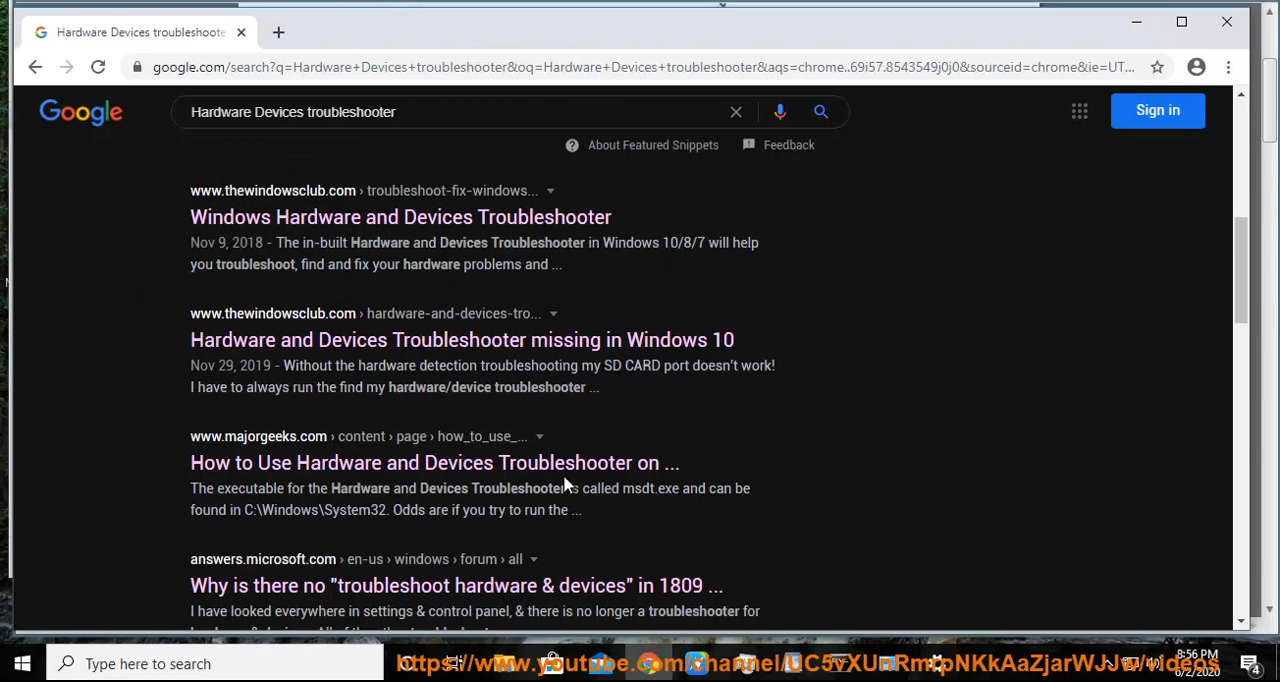 Hardware Devices troubleshoote
google.com/search?q=Hardware+Devices+troubleshooter&oq=Hardware+Devices+troubleshooter&aqs=chrome..69i57.8543549j0j0&sourceid=chrome&ie=UT...
Google
Hardware Devices troubleshooter
Sign in
About Featured Snippets
Feedback
www.thewindowsclub.com › troubleshoot-fix-windows...
Windows Hardware and Devices Troubleshooter
Nov 9, 2018 - The in-built Hardware and Devices Troubleshooter in Windows 10/8/7 will help
you troubleshoot, find and fix your hardware problems and ...
www.thewindowsclub.com › hardware-and-devices-tro...
Hardware and Devices Troubleshooter missing in Windows 10
Nov 29, 2019 - Without the hardware detection troubleshooting my SD CARD port doesn't work!
I have to always run the find my hardware/device troubleshooter ...
www.majorgeeks.com › content › page › how_to_use_...
How to Use Hardware and Devices Troubleshooter on ...
The executable for the Hardware and Devices Troubleshooter is called msdt.exe and can be
found in C:\Windows\System32. Odds are if you try to run the ...
answers.microsoft.com › en-us › windows › forum › all
Why is there no "troubleshoot hardware & devices" in 1809 ...
I have looked everywhere in settings & control panel, & there is no longer a troubleshooter for
Type here to search
8:56 PM
6/2/2020
4